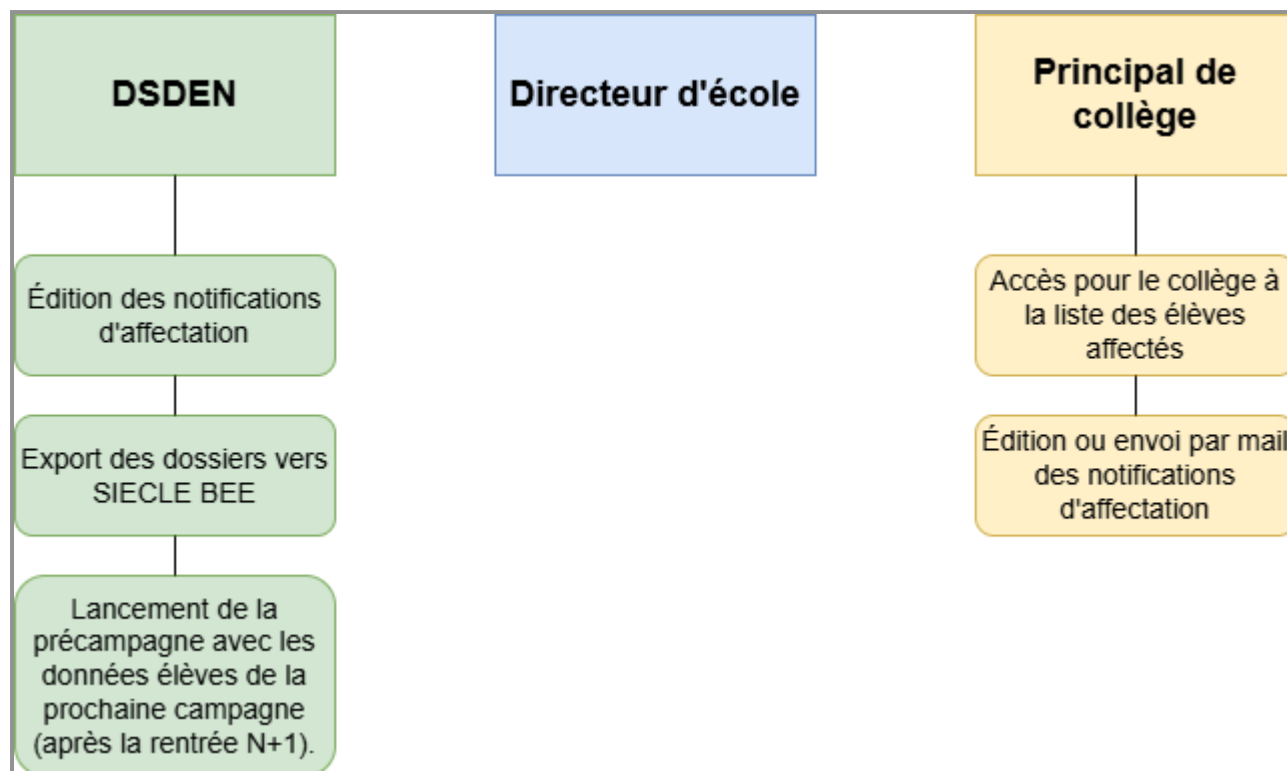 DSDEN
Directeur d'école
Principal de
collège
Édition des notifications
d'affectation
Accès pour le collège à
la liste des élèves
affectés
Export des dossiers vers
SIECLE BEE
Édition ou envoi par mail
des notifications
d'affectation
Lancement de la
précampagne avec les
données élèves de la
prochaine campagne
(après la rentrée N+1).